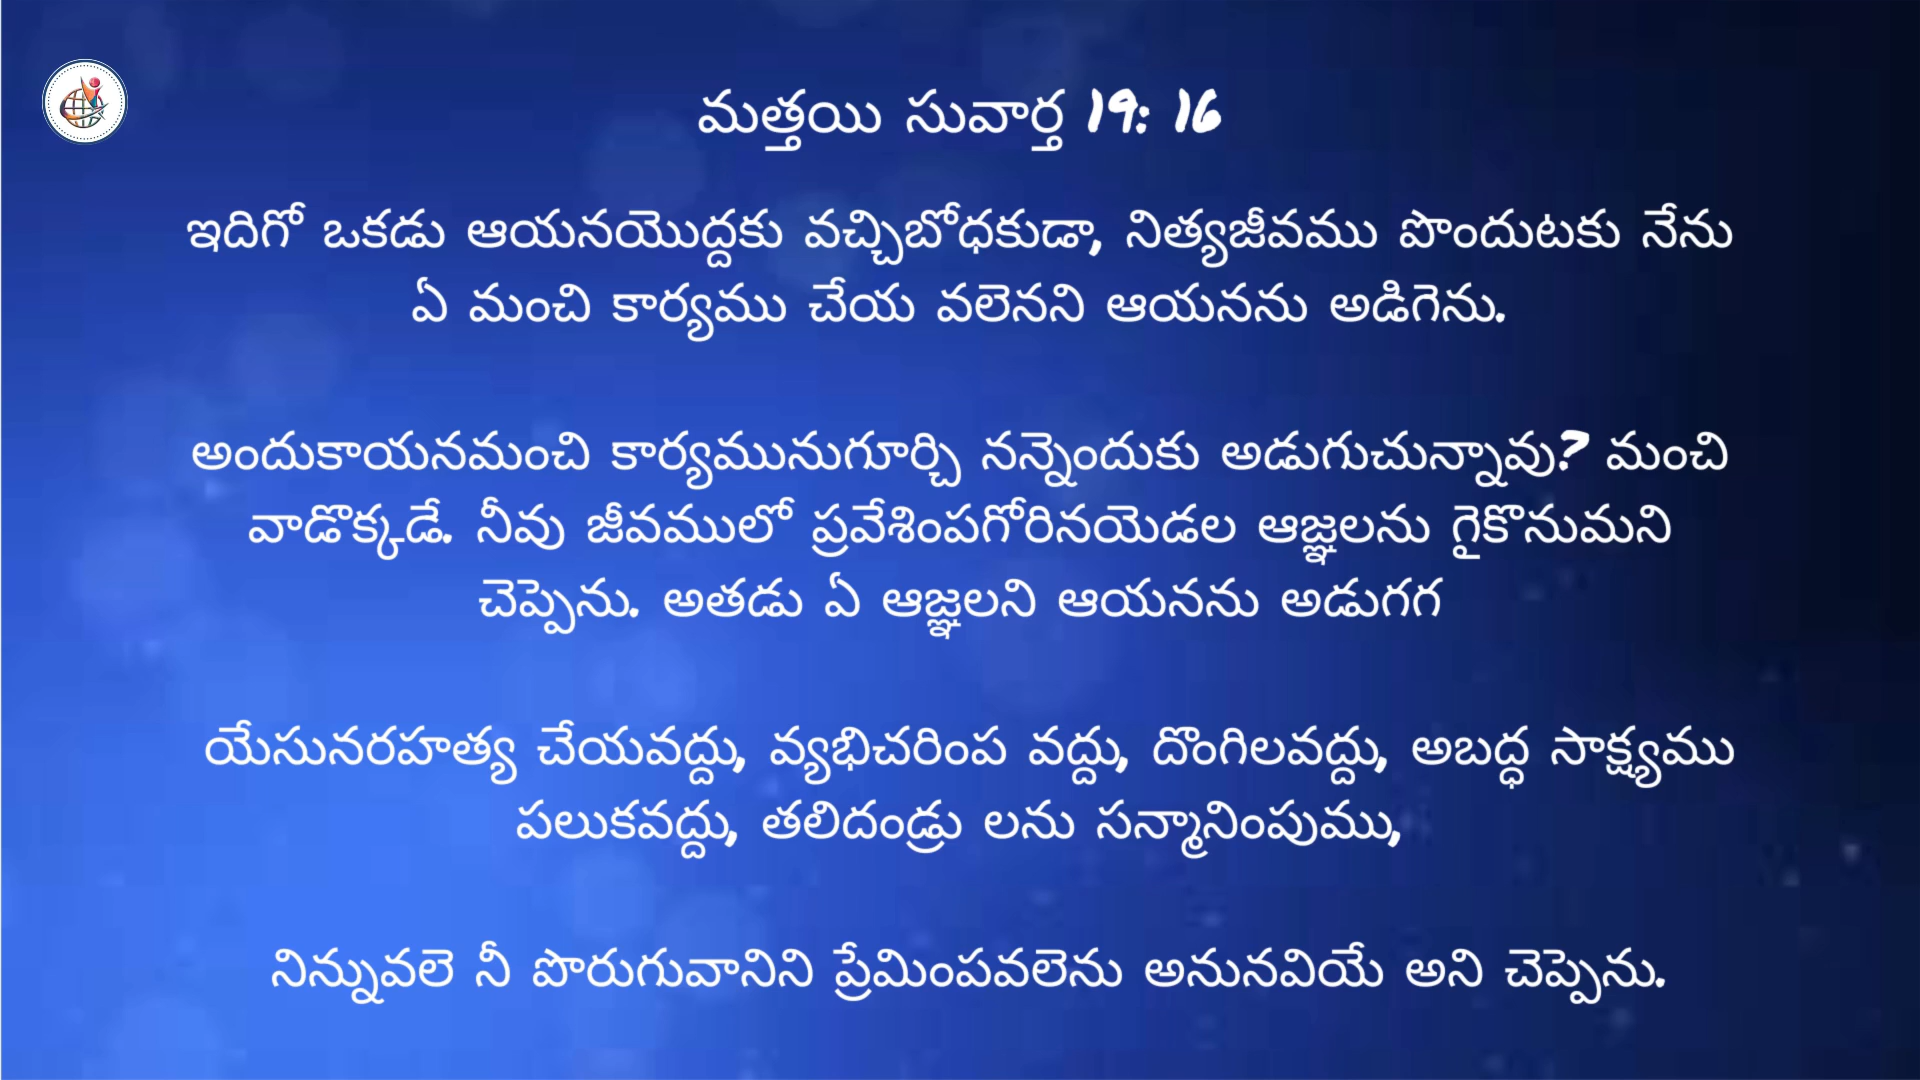 మత్తయి సువార్త 19: 16
ఇదిగో ఒకడు ఆయనయొద్దకు వచ్చిబోధకుడా, నిత్యజీవము పొందుటకు నేను
ఏ మంచి కార్యము చేయ వలెనని ఆయనను అడిగెను.
అందుకాయనమంచి కార్యమునుగూర్చి నన్నెందుకు అడుగుచున్నావు? మంచి
వాడొక్కడే. నీవు జీవములో ప్రవేశింపగోరినయెడల ఆజ్ఞలను గైకొనుమని
చెప్పెను. అతడు ఏ ఆజ్ఞలని ఆయనను అడుగగ
యేసునరహత్య చేయవద్దు, వ్యభిచరింప వద్దు, దొంగిలవద్దు, అబద్ధ సాక్ష్యము
పలుకవద్దు, తలిదండ్రు లను సన్మానింపుము,
నిన్నువలె నీ పొరుగువానిని ప్రేమింపవలెను అనునవియే అని చెప్పెను.